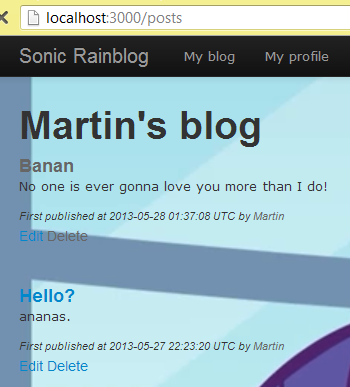 localhost:3000/posts
Sonic Rainblog My blog My profile
Martin's blog
Banan
No one is ever gonna love you more than I do!
First published at 2013-05-28 01:37:08 UTC by Martin
Edit Delete
Hello?
ananas.
First published at 2013-05-27 22:23:20 UTC by Martin
Edit Delete